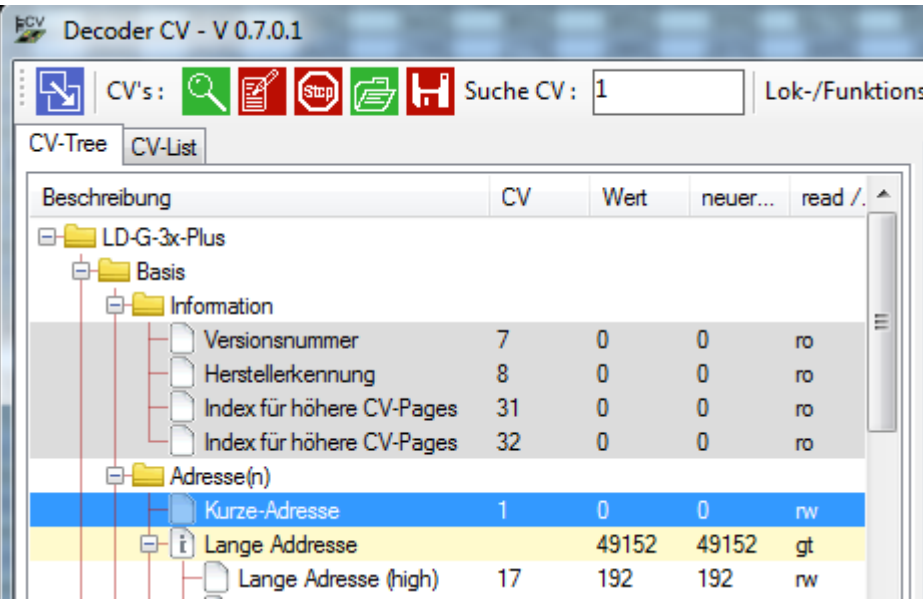 CV Decoder CV - V 0.7.0.1
CV's : Stop Suche CV : 1 Lok-/Funktions
CV-Tree CV-List
Beschreibung CV Wert neuer... read /.
LD-G-3x-Plus
Basis
Information
Versionsnummer 7 0 0 ro
Herstellerkennung 8 0 0 ro
Index für höhere CV-Pages 31 0 0 ro
Index für höhere CV-Pages 32 0 0 ro
Adresse(n)
Kurze-Adresse 1 0 0 rw
i Lange Addresse 49152 49152 gt
Lange Adresse (high) 17 192 192 rw